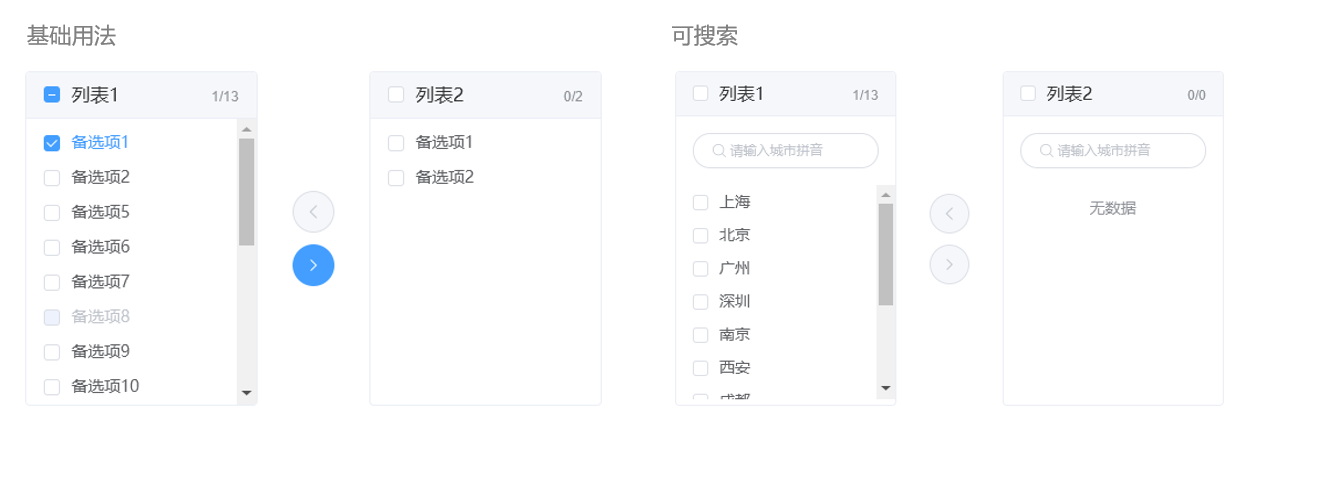 基础用法
列表1 1/13
备选项1
备选项2
备选项5
备选项6
备选项7
备选项8
备选项9
备选项10
列表2 0/2
备选项1
备选项2
可搜索
列表1 1/13
请输入城市拼音
上海
北京
广州
深圳
南京
西安
成都
列表2 0/0
请输入城市拼音
无数据